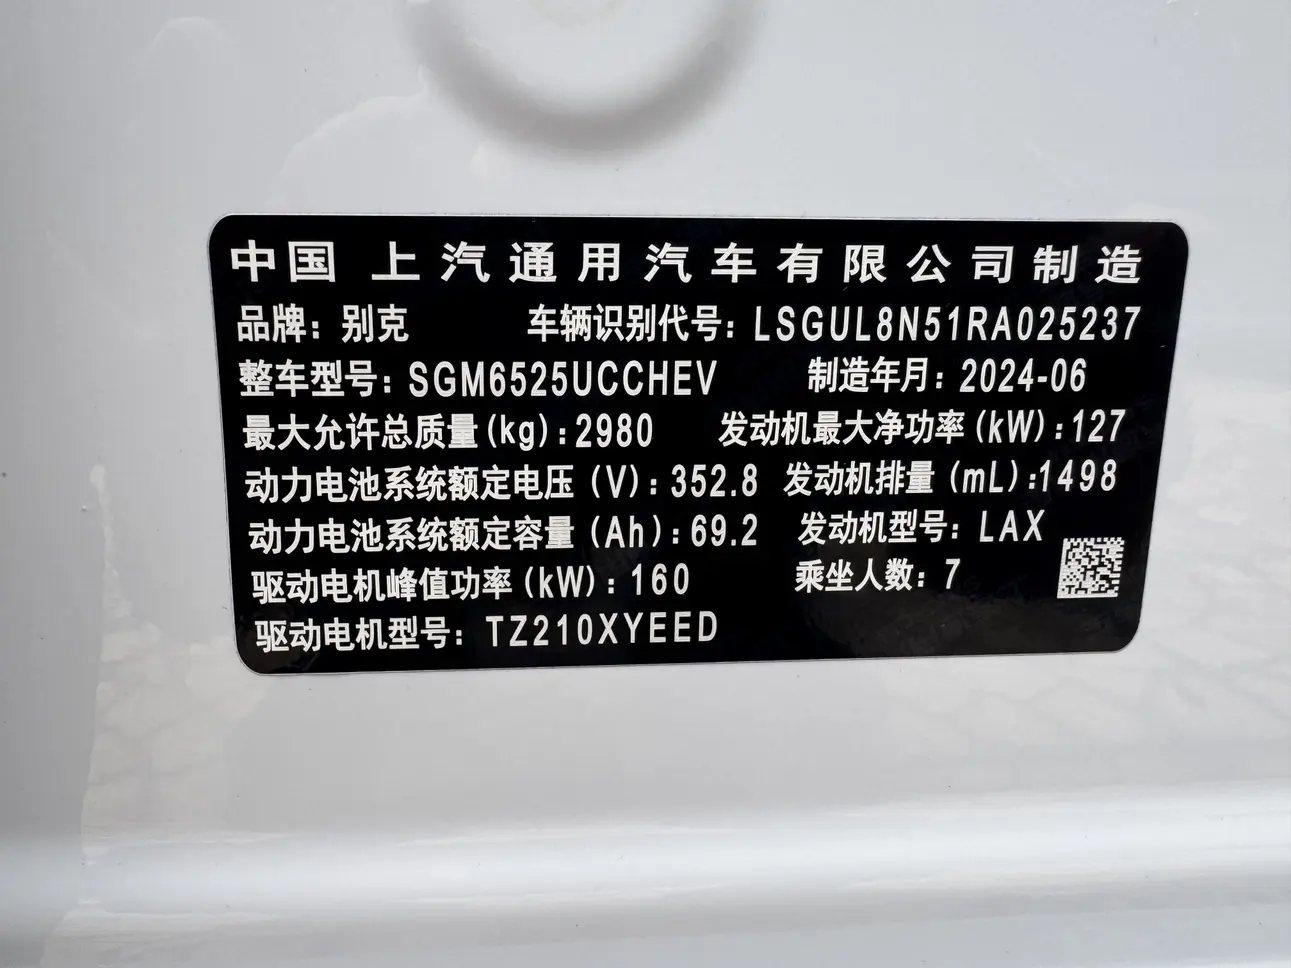 中国 上汽通用汽车有限公司制造
品牌：别克 车辆识别代号：LSGUL8N51RA025237
整车型号：SGM6525UCCHEV 制造年月：2024-06
最大允许总质量(kg)：2980 发动机最大净功率(kW)：127
动力电池系统额定电压(V)：352.8 发动机排量(mL)：1498
动力电池系统额定容量(Ah)：69.2 发动机型号：LAX
驱动电机峰值功率(kW)：160 乘坐人数：7
驱动电机型号：TZ210XYEED